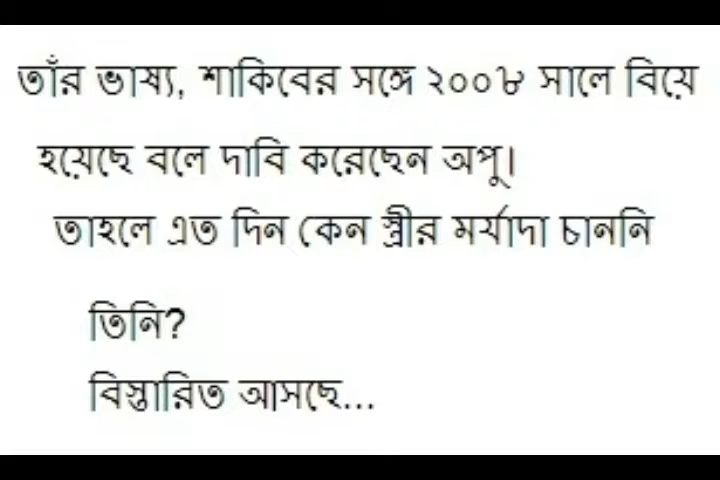 তাঁর ভাষ্য, শাকিবের সঙ্গে ২০০৮ সালে বিয়ে
হয়েছে বলে দাবি করেছেন অপু।
তাহলে এত দিন কেন স্ত্রীর মর্যাদা চাননি
তিনি?
বিস্তারিত আসছে...